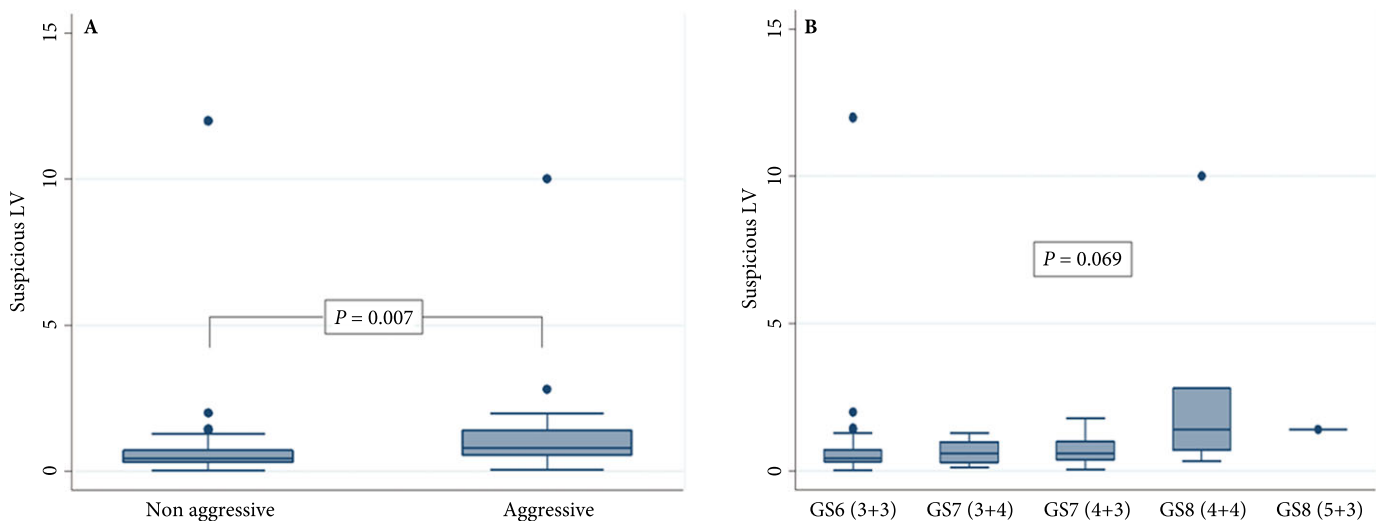 A
15
10
5
0
Suspicious LV
P = 0.007
Non aggressive
Aggressive
B
15
10
5
0
Suspicious LV
P = 0.069
GS6 (3+3)
GS7 (3+4)
GS7 (4+3)
GS8 (4+4)
GS8 (5+3)